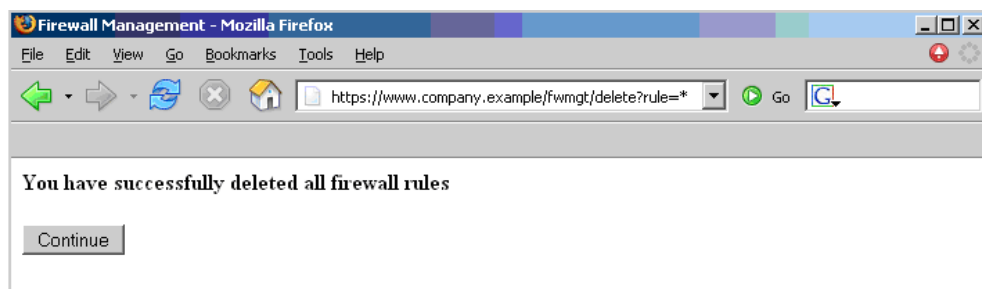 Firewall Management - Mozilla Firefox
File Edit View Go Bookmarks Tools Help
https://www.company.example/fwmgt/delete?rule=* Go G
You have successfully deleted all firewall rules
Continue